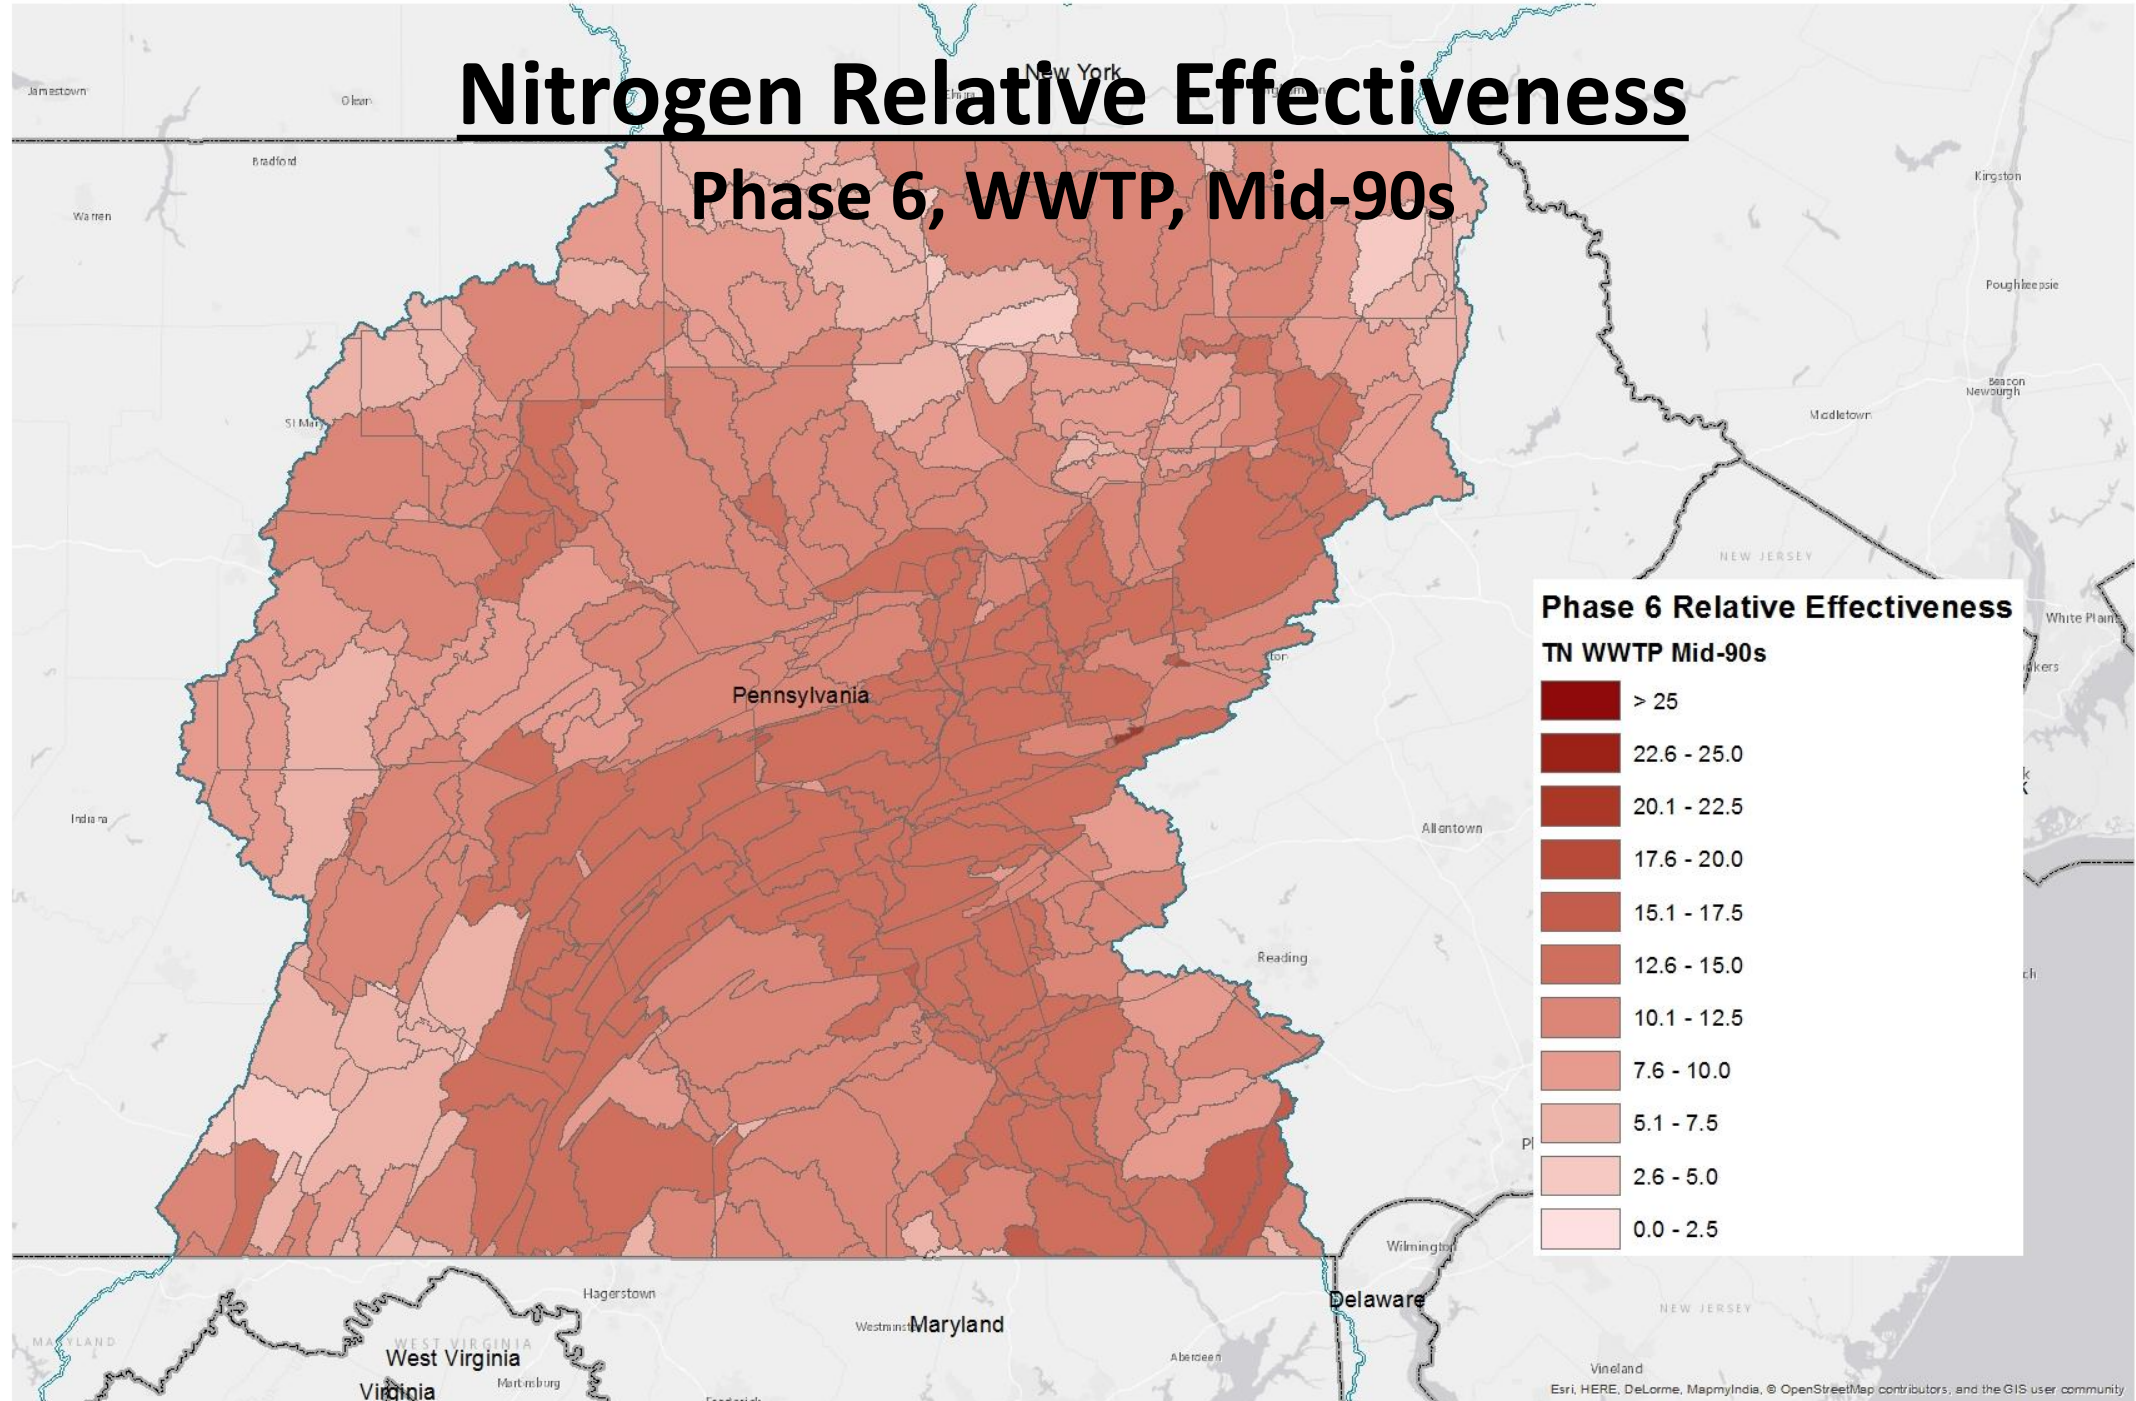 Nitrogen Relative Effectiveness
Phase 6, WWTP, Mid-90s
New York
Jamestown
Olean
Elmira
Bradford
Warren
Kingston
Poughkeepsie
Beacon
Newburgh
Middletown
St Mary
NEW JERSEY
White Plains
Pennsylvania
Indiana
Allentown
Reading
Phase 6 Relative Effectiveness
TN WWTP Mid-90s
> 25
22.6 - 25.0
20.1 - 22.5
17.6 - 20.0
15.1 - 17.5
12.6 - 15.0
10.1 - 12.5
7.6 - 10.0
5.1 - 7.5
2.6 - 5.0
0.0 - 2.5
Wilmington
Delaware
Hagerstown
Westminster
Maryland
MARYLAND
WEST VIRGINIA
West Virginia
Martinsburg
Virginia
Aberdeen
NEW JERSEY
Vineland
Esri, HERE, DeLorme, MapmyIndia, © OpenStreetMap contributors, and the GIS user community